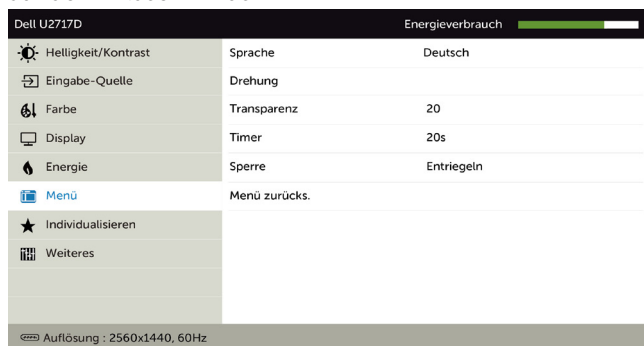 Dell U2717D Energieverbrauch
Helligkeit/Kontrast Sprache Deutsch
Eingabe-Quelle Drehung
Farbe Transparenz 20
Display Timer 20s
Energie Sperre Entriegeln
Menü Menü zurücks.
Individualisieren
Weiteres
Auflösung : 2560x1440, 60Hz